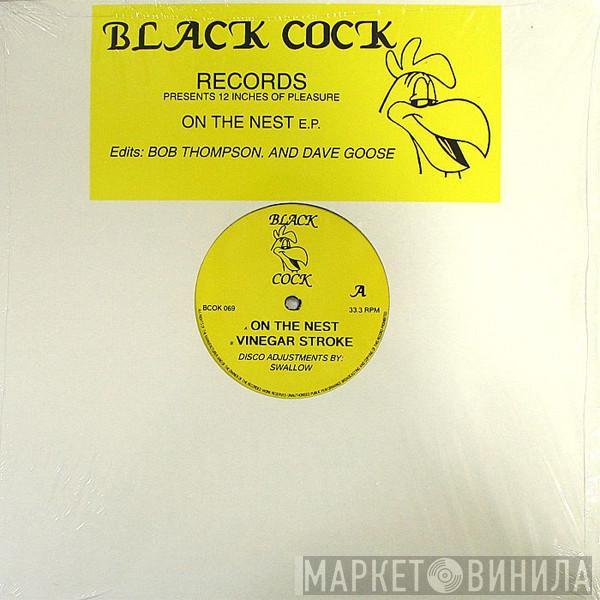 BLACK COCK
RECORDS
PRESENTS 12 INCHES OF PLEASURE
ON THE NEST E.P.
Edits: BOB THOMPSON. AND DAVE GOOSE
BLACK
COCK
A
BCOK 069
33.3 RPM
A. ON THE NEST
B. VINEGAR STROKE
DISCO ADJUSTMENTS BY:
SWALLOW
МАРКЕТ ВИНИЛА